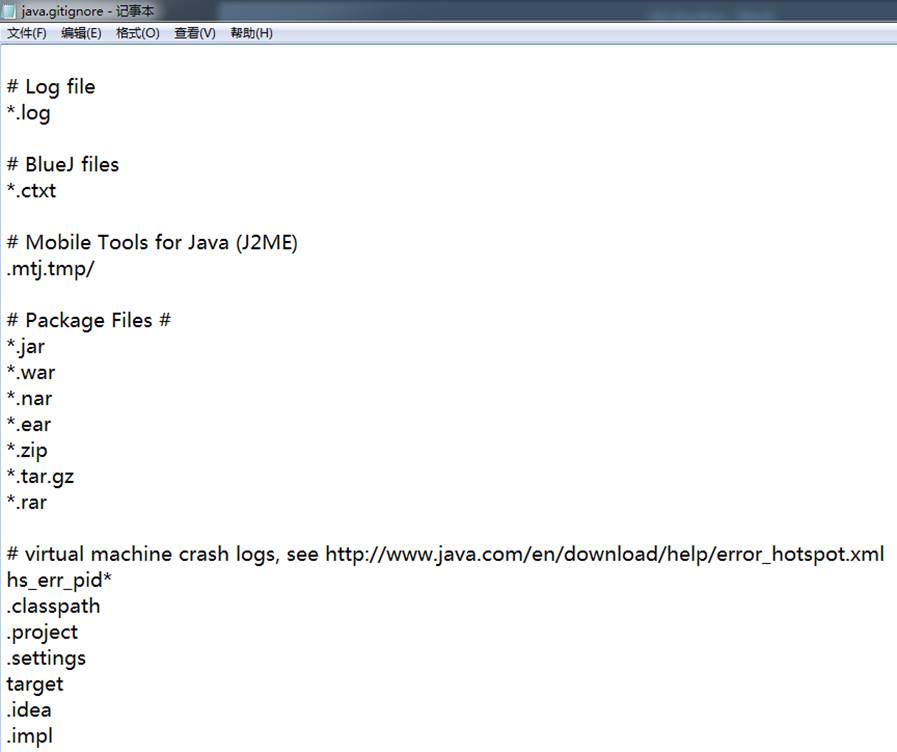 java.gitignore - 记事本
文件(F) 编辑(E) 格式(O) 查看(V) 帮助(H)
# Log file
*.log
# BlueJ files
*.ctxt
# Mobile Tools for Java (J2ME)
.mtj.tmp/
# Package Files #
*.jar
*.war
*.nar
*.ear
*.zip
*.tar.gz
*.rar
# virtual machine crash logs, see http://www.java.com/en/download/help/error_hotspot.xml
hs_err_pid*
.classpath
.project
.settings
target
.idea
.impl